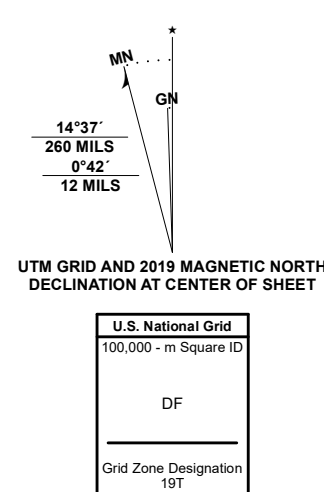 ★
MN
GN
14°37´
260 MILS
0°42´
12 MILS
UTM GRID AND 2019 MAGNETIC NORTH
DECLINATION AT CENTER OF SHEET
U.S. National Grid
100,000 - m Square ID
DF
Grid Zone Designation
19T